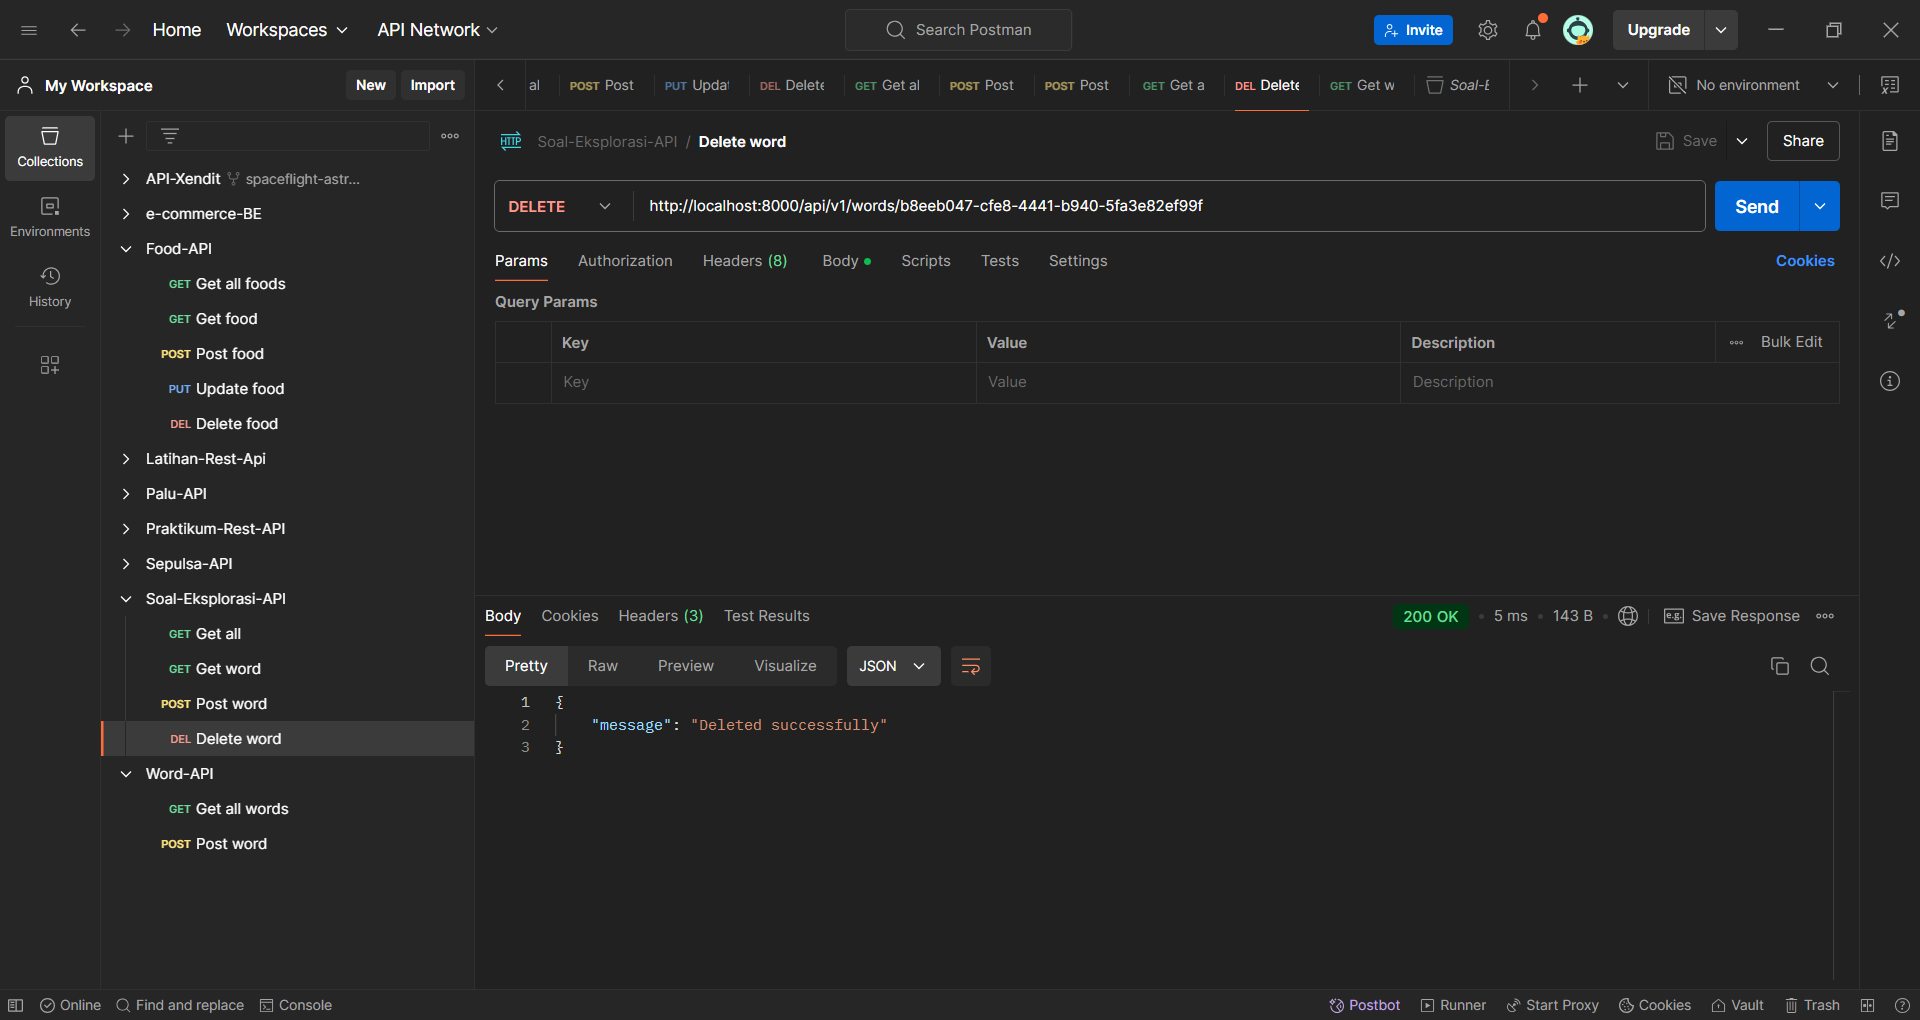 Home Workspaces API Network Search Postman Invite Upgrade
My Workspace New Import al POST Post PUT Updat DEL Delete GET Get al POST Post POST Post GET Get a DEL Delete GET Get w Soal-E No environment
Collections
Environments
History
API-Xendit spaceflight-astr...
e-commerce-BE
Food-API
GET Get all foods
GET Get food
POST Post food
PUT Update food
DEL Delete food
Latihan-Rest-Api
Palu-API
Praktikum-Rest-API
Sepulsa-API
Soal-Eksplorasi-API
GET Get all
GET Get word
POST Post word
DEL Delete word
Word-API
GET Get all words
POST Post word
HTTP Soal-Eksplorasi-API / Delete word Save Share
DELETE http://localhost:8000/api/v1/words/b8eeb047-cfe8-4441-b940-5fa3e82ef99f Send
Params Authorization Headers (8) Body Scripts Tests Settings Cookies
Query Params
Key Value Description Bulk Edit
Key Value Description
Body Cookies Headers (3) Test Results 200 OK 5 ms 143 B e.g. Save Response
Pretty Raw Preview Visualize JSON
1 {
2 "message": "Deleted successfully"
3 }
Online Find and replace Console Postbot Runner Start Proxy Cookies Vault Trash